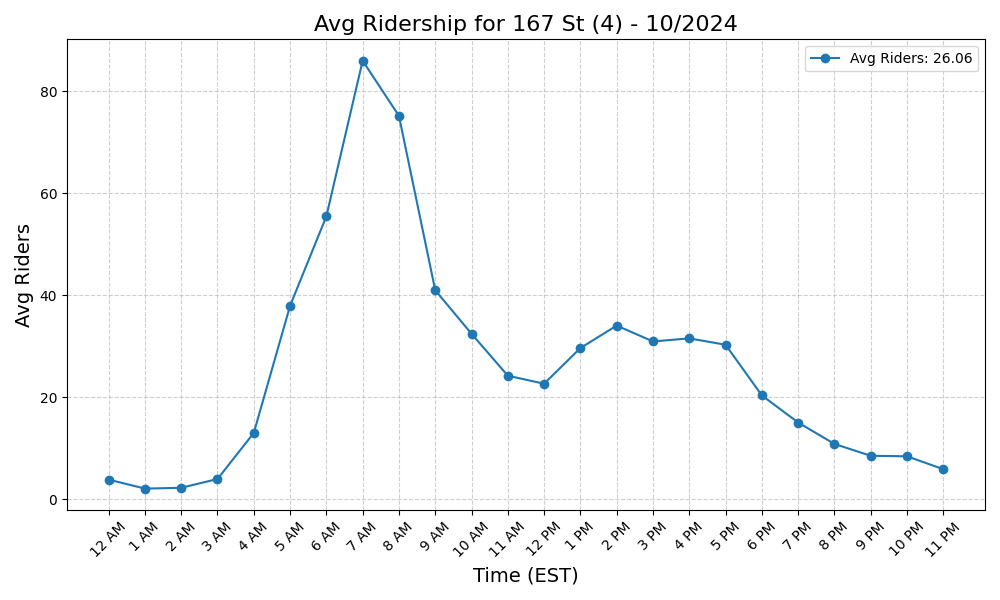 Avg Ridership for 167 St (4) - 10/2024
Avg Riders: 26.06
Avg Riders
80
60
40
20
0
12 AM
1 AM
2 AM
3 AM
4 AM
5 AM
6 AM
7 AM
8 AM
9 AM
10 AM
11 AM
12 PM
1 PM
2 PM
3 PM
4 PM
5 PM
6 PM
7 PM
8 PM
9 PM
10 PM
11 PM
Time (EST)